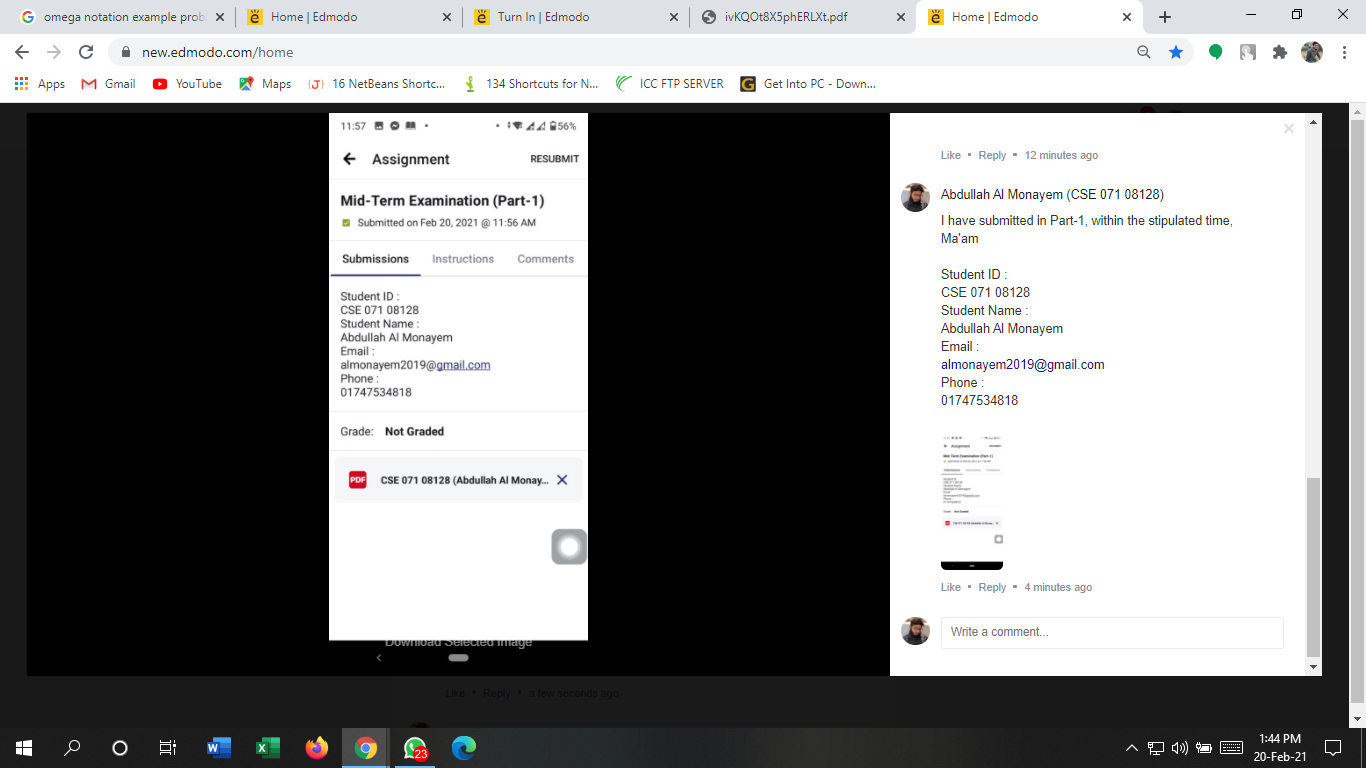 omega notation example prob
Home | Edmodo
Turn In | Edmodo
ivKQOt8X5phERLXt.pdf
Home | Edmodo
new.edmodo.com/home
Apps
Gmail
YouTube
Maps
16 NetBeans Shortc...
134 Shortcuts for N...
ICC FTP SERVER
Get Into PC - Down...
11:57
56%
Assignment
RESUBMIT
Mid-Term Examination (Part-1)
Submitted on Feb 20, 2021 @ 11:56 AM
Submissions Instructions Comments
Student ID :
CSE 071 08128
Student Name :
Abdullah Al Monayem
Email :
almonayem2019@gmail.com
Phone :
01747534818
Grade: Not Graded
PDF
CSE 071 08128 (Abdullah Al Monay...
Download Selected Image
Like • Reply • 12 minutes ago
Abdullah Al Monayem (CSE 071 08128)
I have submitted in Part-1, within the stipulated time,
Ma'am
Student ID :
CSE 071 08128
Student Name :
Abdullah Al Monayem
Email :
almonayem2019@gmail.com
Phone :
01747534818
Like • Reply • 4 minutes ago
Write a comment...
Like • Reply • a few seconds ago
23
1:44 PM
20-Feb-21